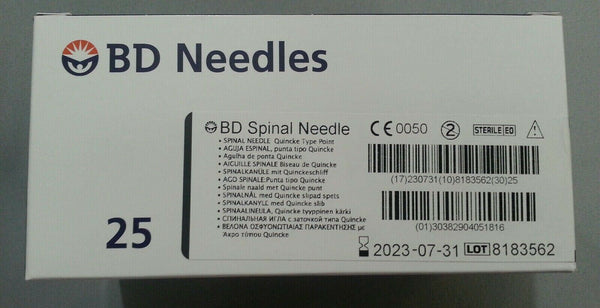 BD Needles
BD Spinal Needle
CE 0050
2
STERILE EO
• SPINAL NEEDLE Quincke Type Point
• AGUJA ESPINAL, punta tipo Quincke
• Agulha de ponta Quincke
• AIGUILLE SPINALE Biseau de Quincke
• SPINALKANÜLE mit Quinckeschliff
• AGO SPINALE:Punta tipo Quincke
• Spinale naald met Quincke punt
• SPINALNÅL med Quincke slipad spets
• SPINALKANYLE med Quincke slib
• SPINAALINEULA, Quincke tyyppinen kärki
• СПИНАЛЬНАЯ ИГЛА с заточкой типа Quincke
• ΒΕΛΟΝΑ ΟΣΦΥΟΝΩΤΙΑΙΑΣ ΠΑΡΑΚΕΝΤΗΣΗΣ με
Άκρο τύπου Quincke
(17)230731(10)8183562(30)25
(01)30382904051816
2023-07-31 LOT 8183562
25